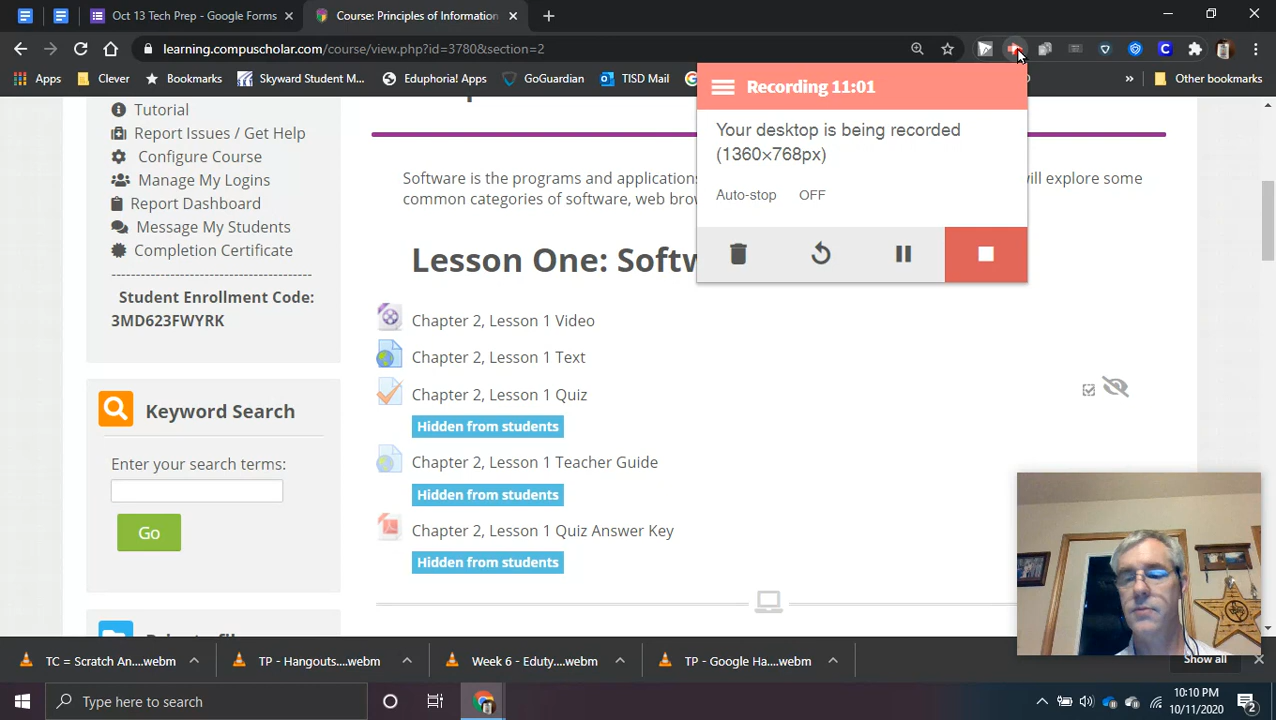 Oct 13 Tech Prep - Google Forms
Course: Principles of Information
learning.compuscholar.com/course/view.php?id=3780&section=2
Apps
Clever
Bookmarks
Skyward Student M...
Eduphoria! Apps
GoGuardian
TISD Mail
Other bookmarks
Recording 11:01
Your desktop is being recorded
(1360×768px)
Auto-stop OFF
Tutorial
Report Issues / Get Help
Configure Course
Manage My Logins
Report Dashboard
Message My Students
Completion Certificate
----------------------------------------
Student Enrollment Code:
3MD623FWYRK
Keyword Search
Enter your search terms:
Go
Software is the programs and applications
will explore some
common categories of software, web brow
Lesson One: Softw
Chapter 2, Lesson 1 Video
Chapter 2, Lesson 1 Text
Chapter 2, Lesson 1 Quiz
Hidden from students
Chapter 2, Lesson 1 Teacher Guide
Hidden from students
Chapter 2, Lesson 1 Quiz Answer Key
Hidden from students
TC = Scratch An....webm
TP - Hangouts....webm
Week 6 - Eduty....webm
TP - Google Ha....webm
Show all
Type here to search
10:10 PM
10/11/2020
2